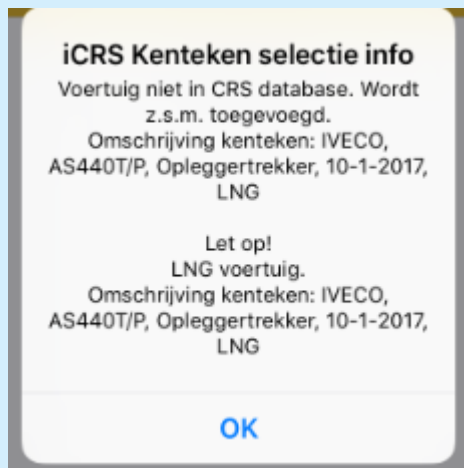 iCRS Kenteken selectie info
Voertuig niet in CRS database. Wordt
z.s.m. toegevoegd.
Omschrijving kenteken: IVECO,
AS440T/P, Opleggertrekker, 10-1-2017,
LNG
Let op!
LNG voertuig.
Omschrijving kenteken: IVECO,
AS440T/P, Opleggertrekker, 10-1-2017,
LNG
OK